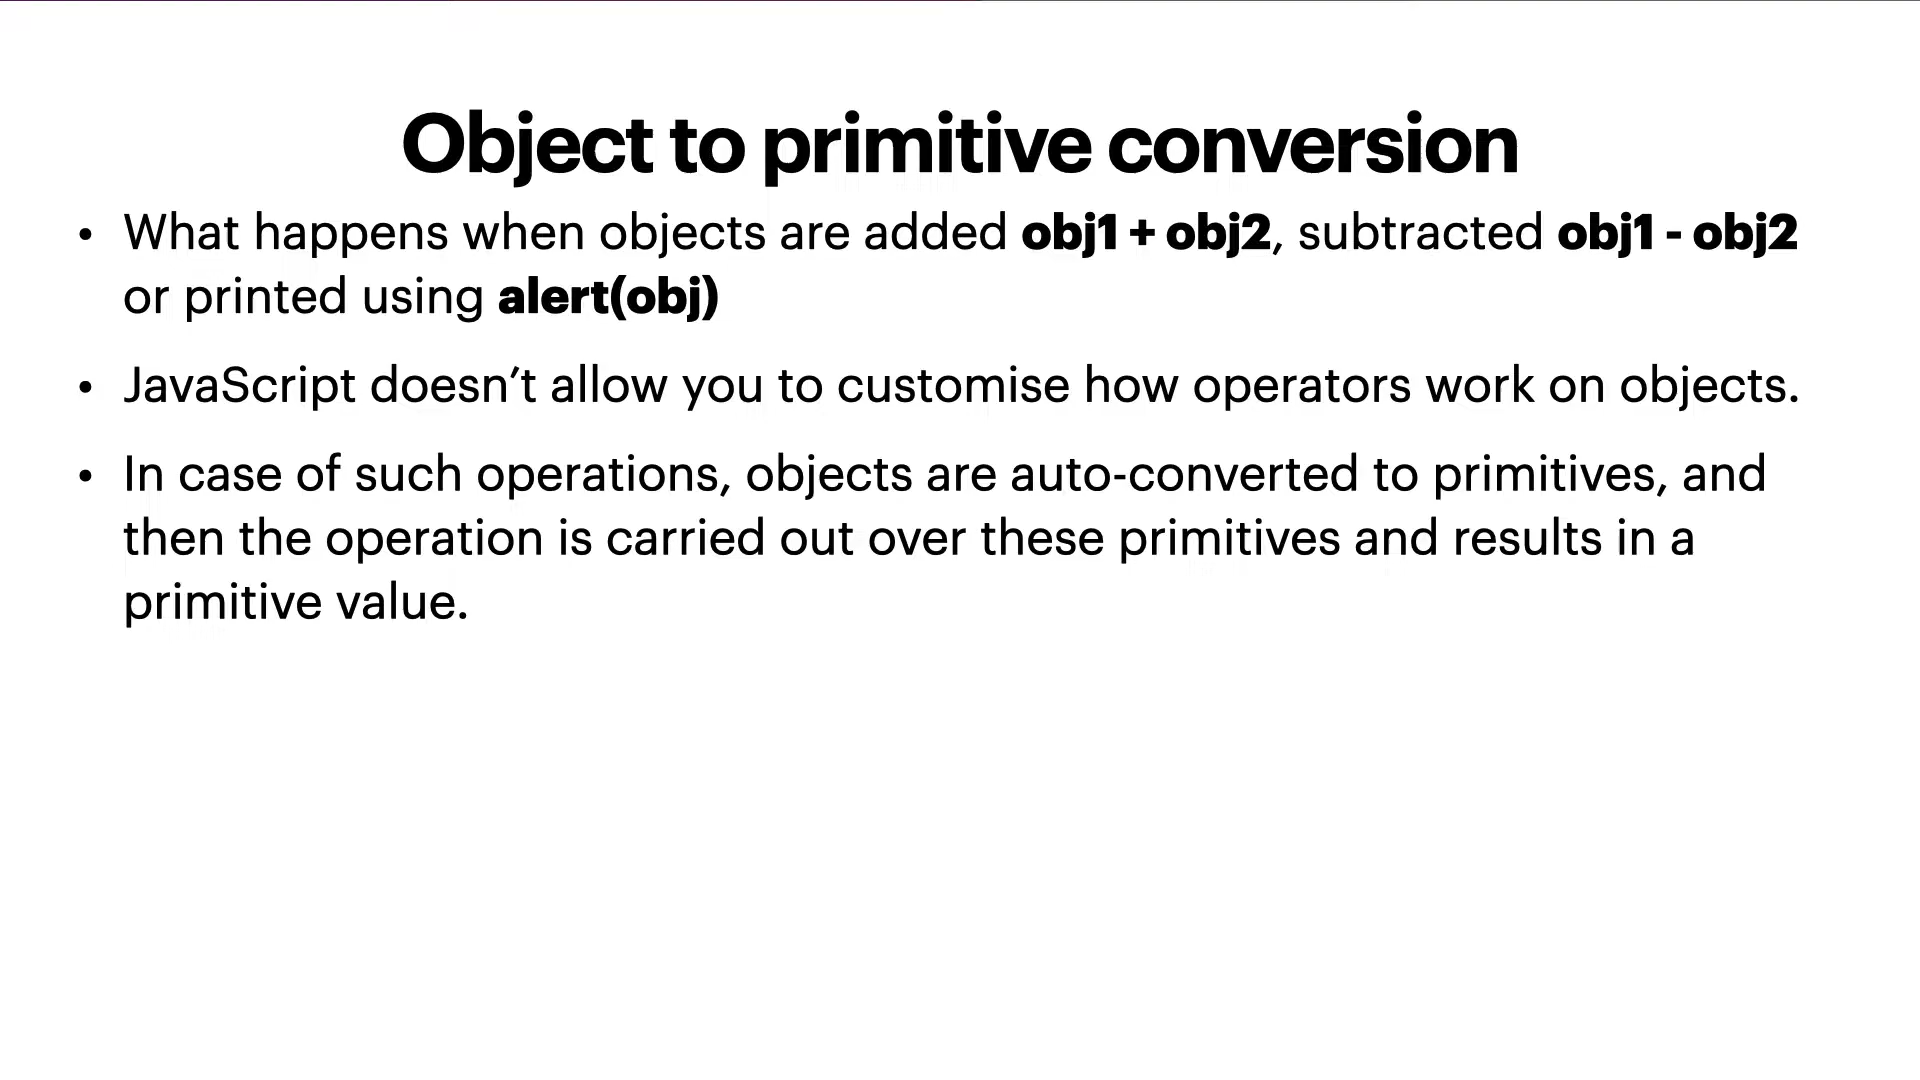 Object to primitive conversion
• What happens when objects are added obj1 + obj2, subtracted obj1 - obj2
or printed using alert(obj)
• JavaScript doesn’t allow you to customise how operators work on objects.
• In case of such operations, objects are auto-converted to primitives, and
then the operation is carried out over these primitives and results in a
primitive value.